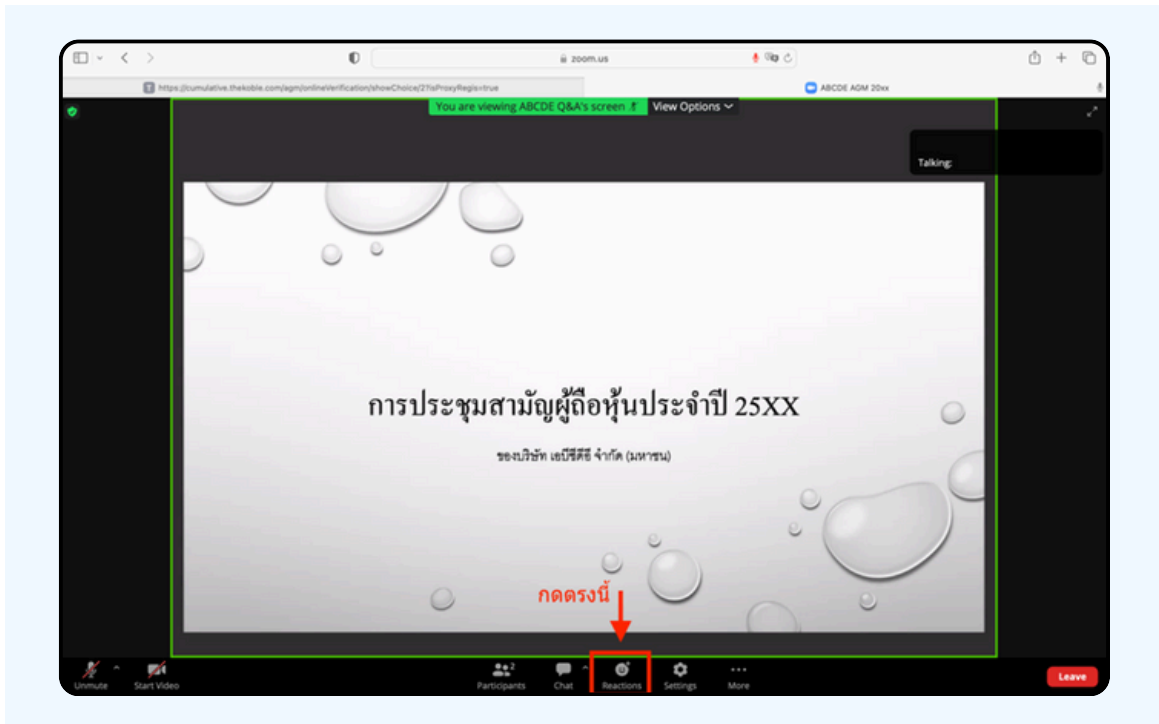 zoom.us
T https://cumulative.thekoble.com/agm/onlineVerification/showChoice/2?isProxyRegis=true
ABCDE AGM 20xx
You are viewing ABCDE Q&A's screen View Options
Talking:
การประชุมสามัญผู้ถือหุ้นประจำปี 25XX
ของบริษัท เอบีซีดีอี จำกัด (มหาชน)
กดตรงนี้
Unmute Start Video Participants 2 Chat Reactions Settings More Leave